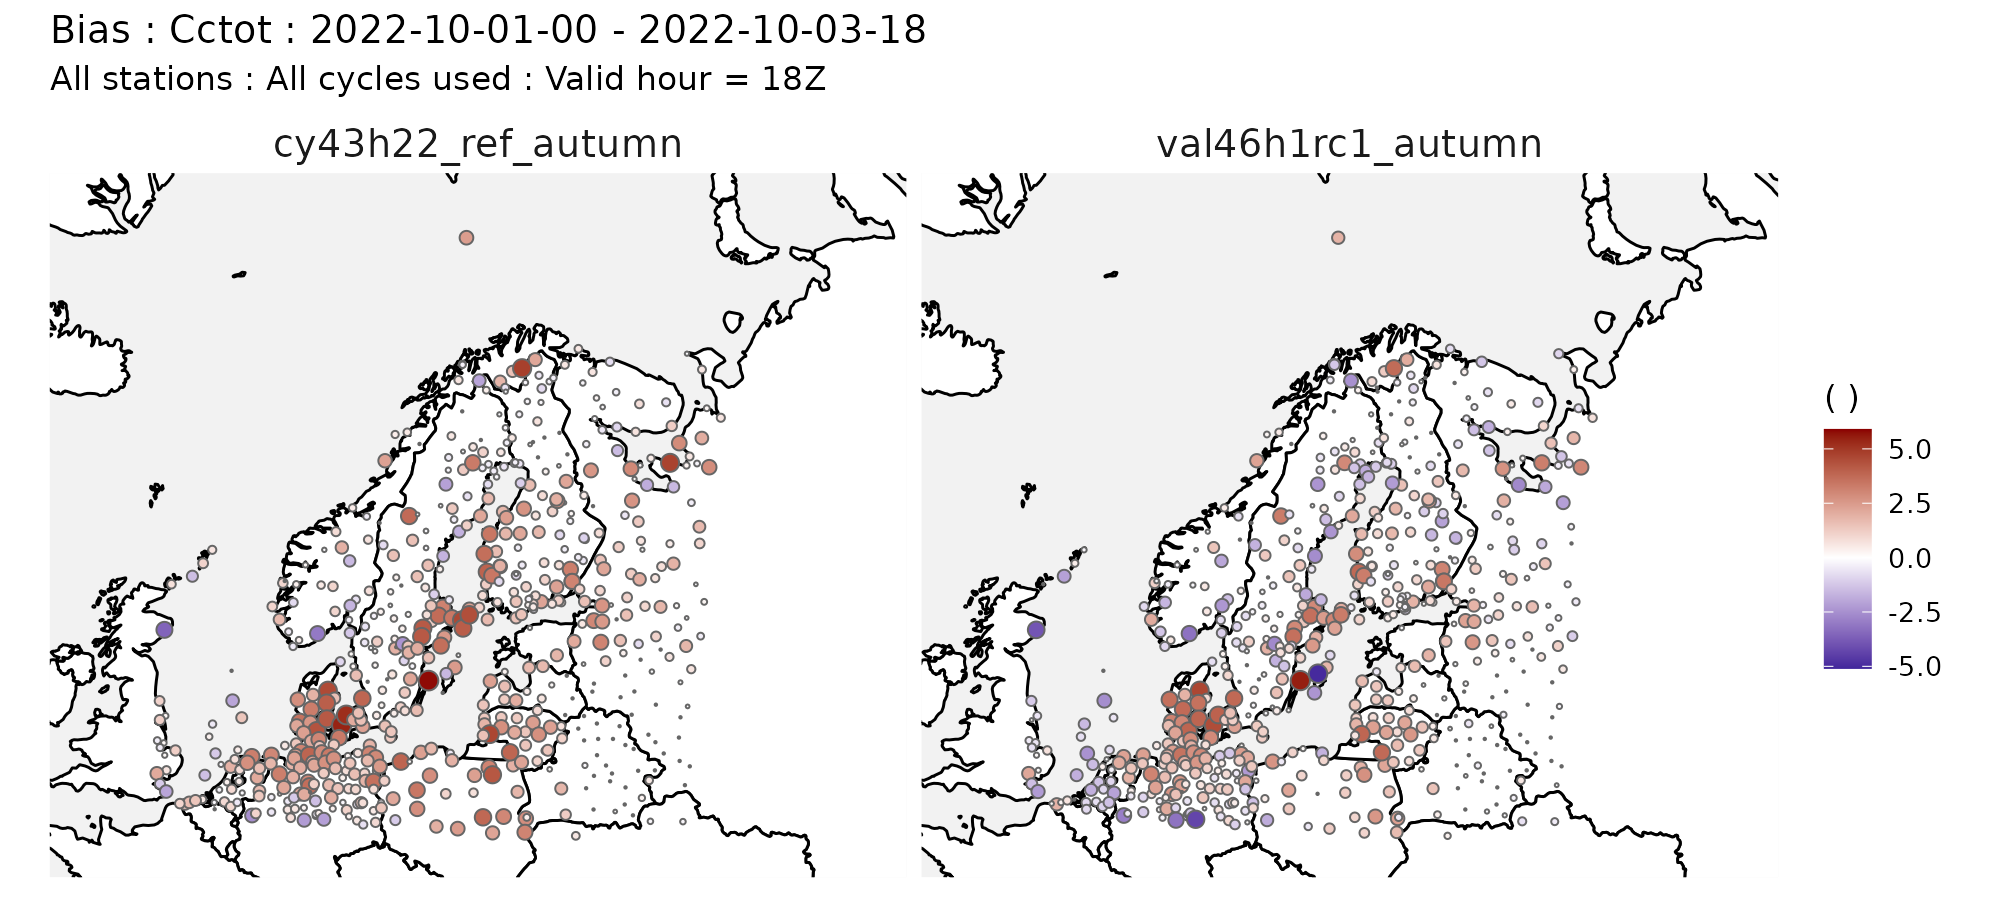 Bias : Cctot : 2022-10-01-00 - 2022-10-03-18
All stations : All cycles used : Valid hour = 18Z
cy43h22_ref_autumn
val46h1rc1_autumn
( )
5.0
2.5
0.0
-2.5
-5.0